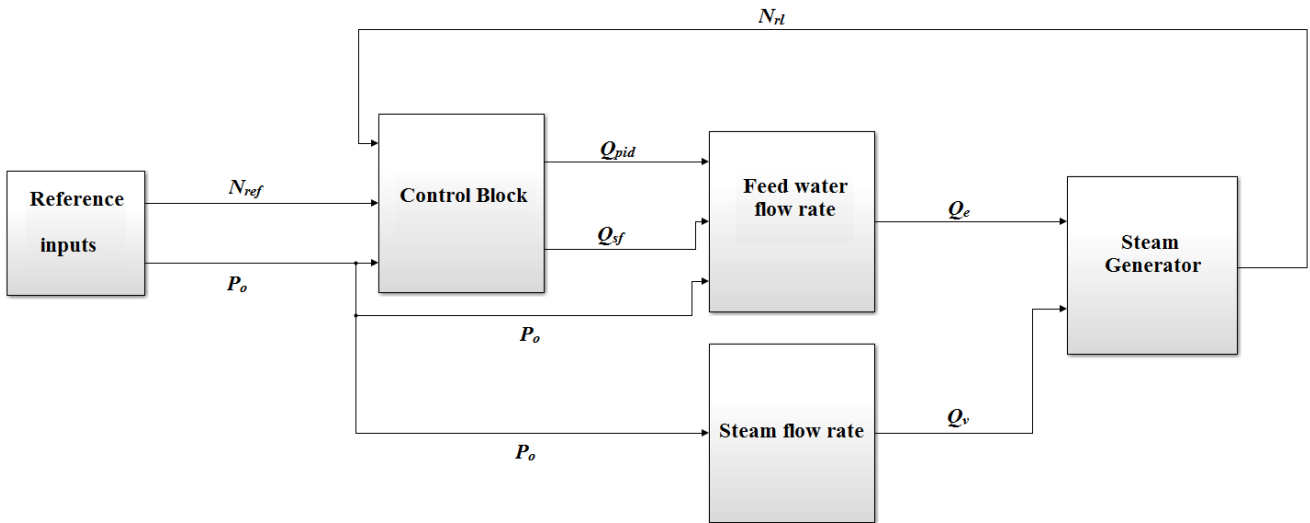 N_rl
Reference
inputs
N_ref
P_o
Control Block
Q_pid
Q_sf
P_o
Feed water
flow rate
Q_e
Steam
Generator
Steam flow rate
P_o
Q_v